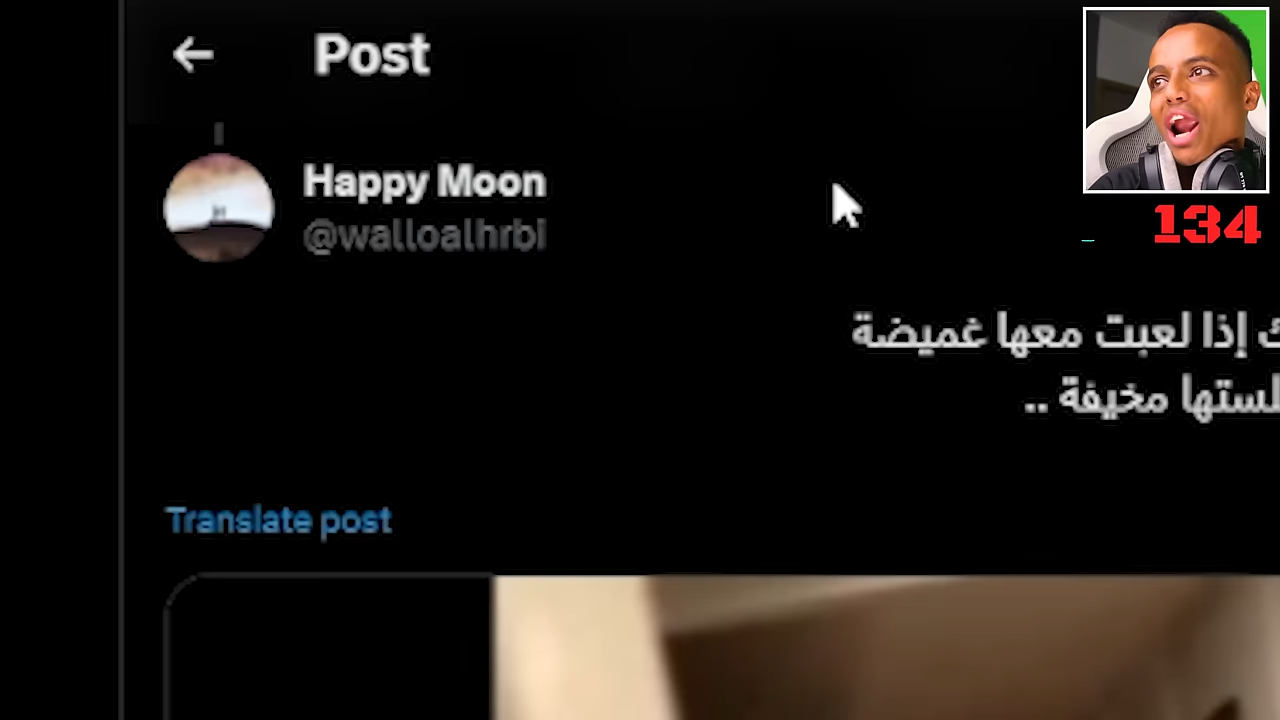 Post
Happy Moon
@walloalhrbi
134
إذا لعبت معها غميضة
مخيفة ..
Translate post